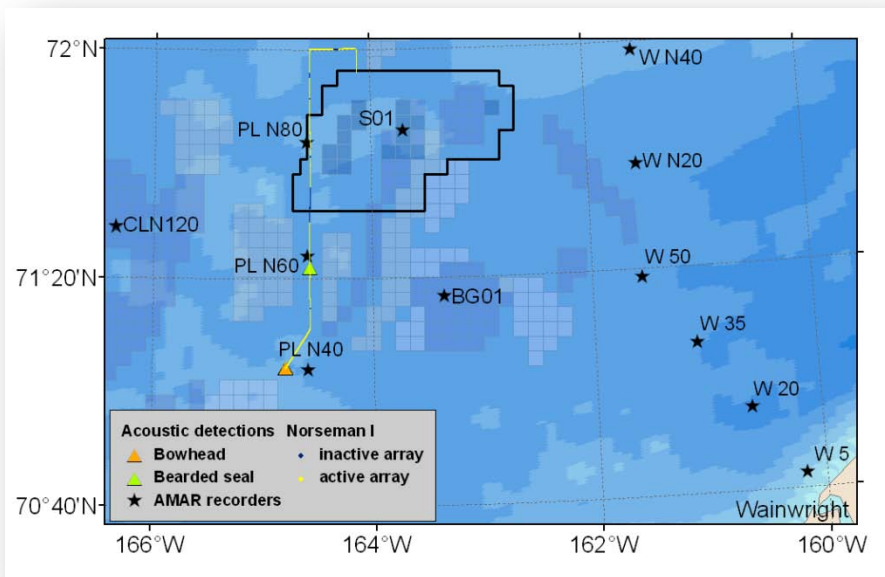 72°N
W N40
S01
PL N80
W N20
CLN120
PL N60
W 50
71°20'N
BG01
W 35
PL N40
W 20
Acoustic detections Norseman I
Bowhead inactive array
Bearded seal active array
AMAR recorders
W 5
70°40'N
Wainwright
166°W 164°W 162°W 160°W